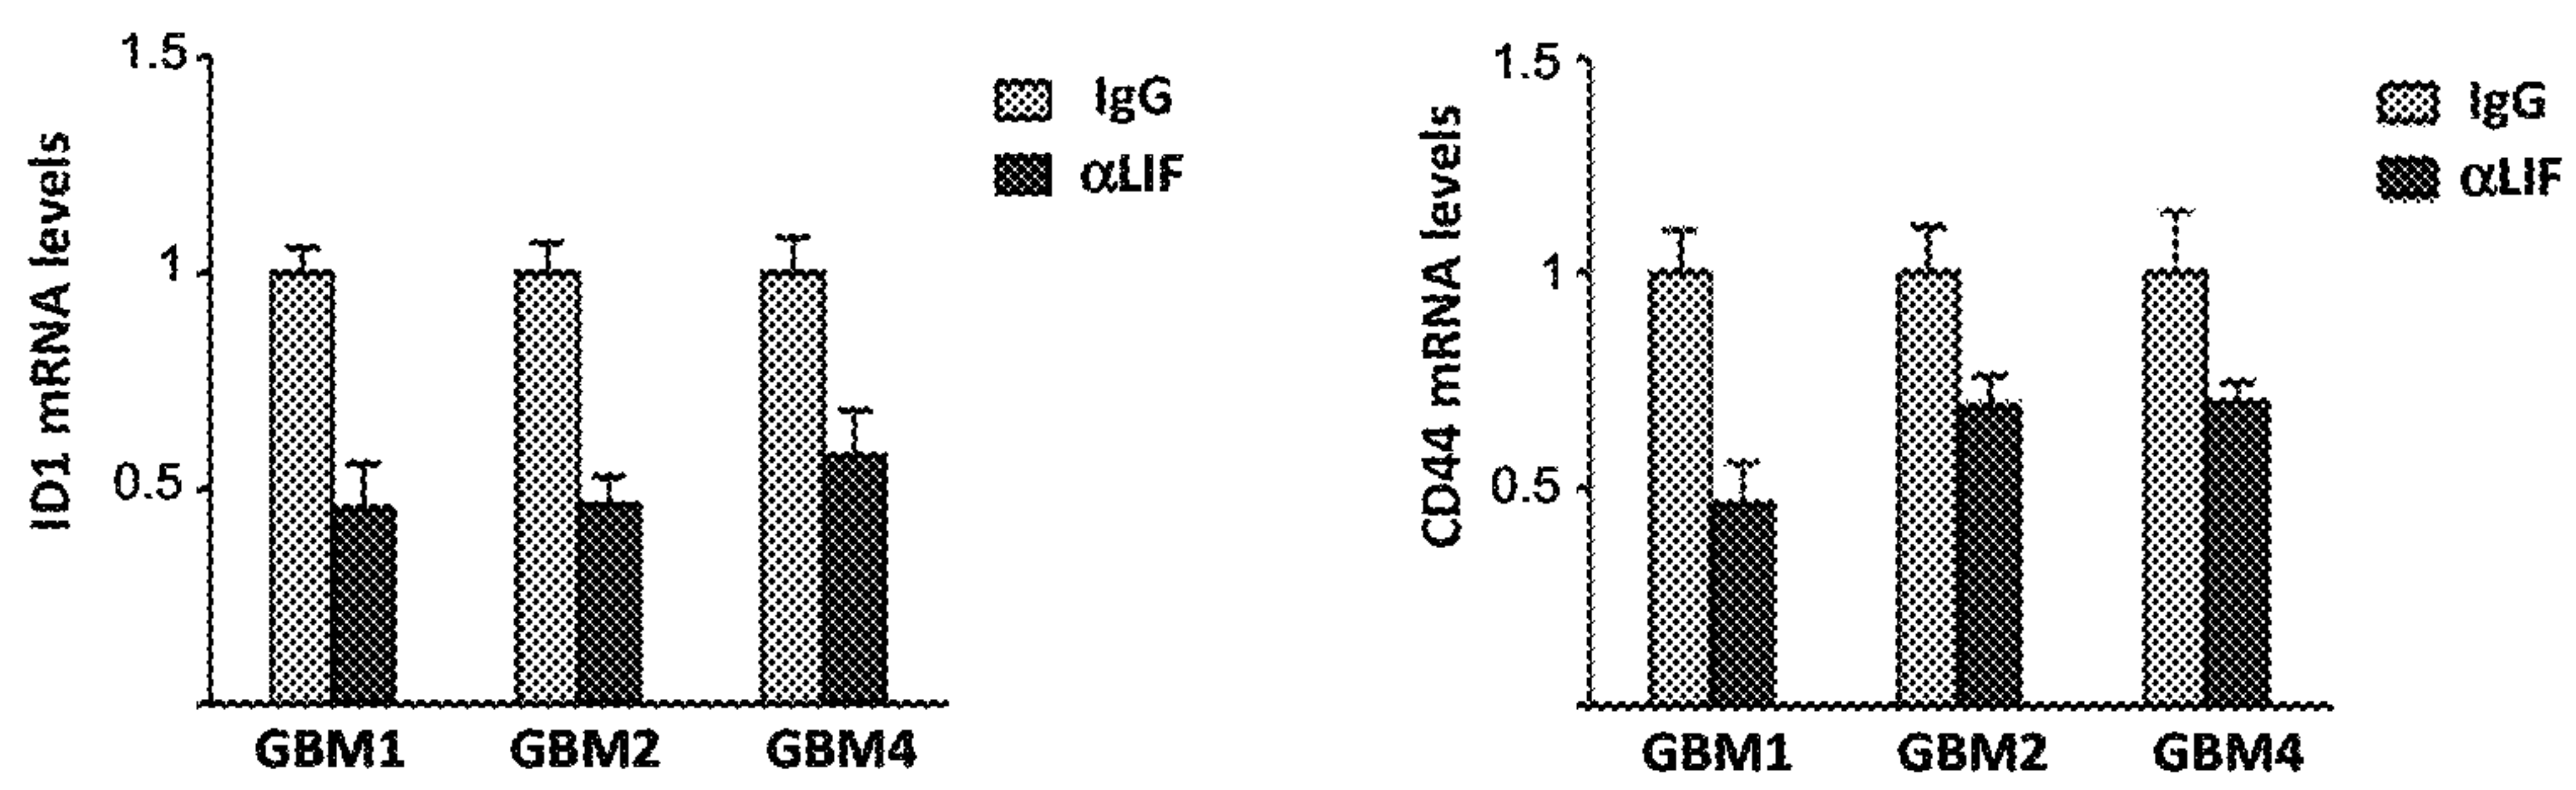 ID1 mRNA levels
1.5
1
0.5
IgG
αLIF
GBM1 GBM2 GBM4
CD44 mRNA levels
1.5
1
0.5
IgG
αLIF
GBM1 GBM2 GBM4